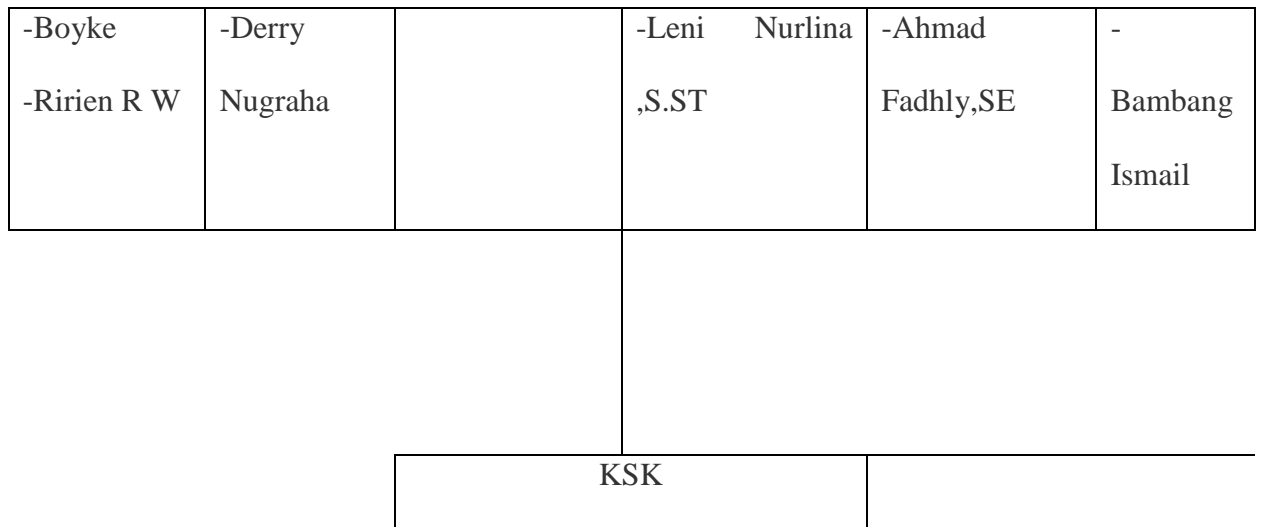 -Boyke
-Ririen R W
-Derry
Nugraha
-Leni Nurlina
,S.ST
-Ahmad
Fadhly,SE
-
Bambang
Ismail
KSK